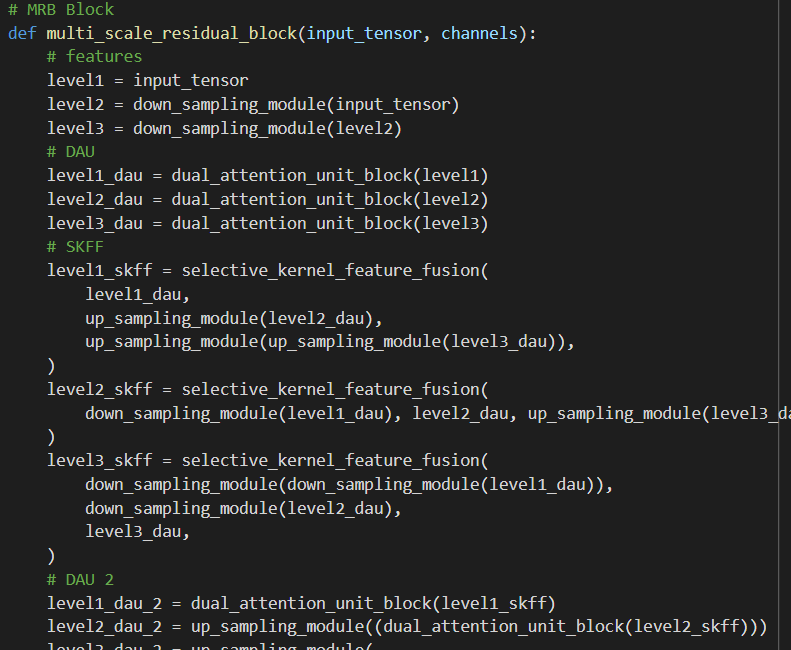 # MRB Block
def multi_scale_residual_block(input_tensor, channels):
    # features
    level1 = input_tensor
    level2 = down_sampling_module(input_tensor)
    level3 = down_sampling_module(level2)
    # DAU
    level1_dau = dual_attention_unit_block(level1)
    level2_dau = dual_attention_unit_block(level2)
    level3_dau = dual_attention_unit_block(level3)
    # SKFF
    level1_skff = selective_kernel_feature_fusion(
        level1_dau,
        up_sampling_module(level2_dau),
        up_sampling_module(up_sampling_module(level3_dau)),
    )
    level2_skff = selective_kernel_feature_fusion(
        down_sampling_module(level1_dau), level2_dau, up_sampling_module(level3_da
    )
    level3_skff = selective_kernel_feature_fusion(
        down_sampling_module(down_sampling_module(level1_dau)),
        down_sampling_module(level2_dau),
        level3_dau,
    )
    # DAU 2
    level1_dau_2 = dual_attention_unit_block(level1_skff)
    level2_dau_2 = up_sampling_module((dual_attention_unit_block(level2_skff)))
    level3_dau_2 = up_sampling_module(